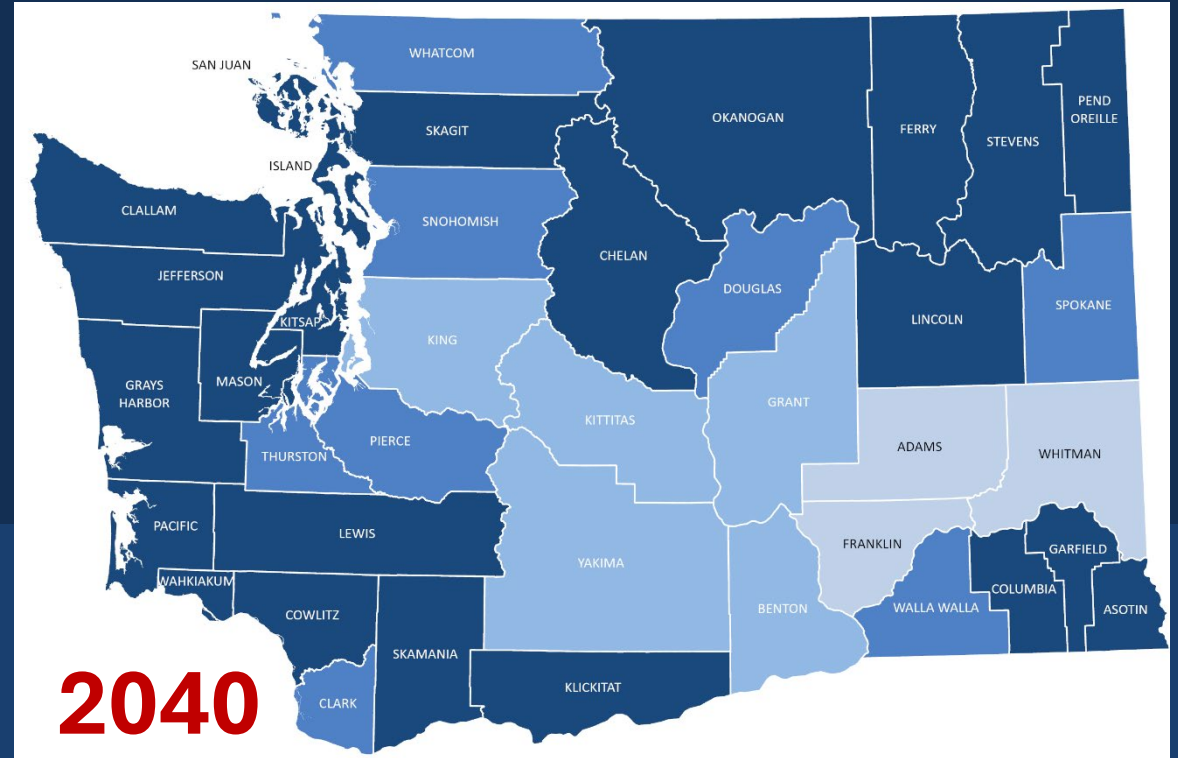 WHATCOM
SAN JUAN
PEND
OREILLE
OKANOGAN
SKAGIT
FERRY
STEVENS
ISLAND
CLALLAM
SNOHOMISH
CHELAN
JEFFERSON
DOUGLAS
SPOKANE
LINCOLN
KITSAP
KING
MASON
GRAYS
HARBOR
GRANT
KITTITAS
PIERCE
ADAMS
WHITMAN
THURSTON
PACIFIC
LEWIS
FRANKLIN
GARFIELD
YAKIMA
WAHKIAKUM
COLUMBIA
BENTON
WALLA WALLA
ASOTIN
COWLITZ
SKAMANIA
KLICKITAT
CLARK
2040